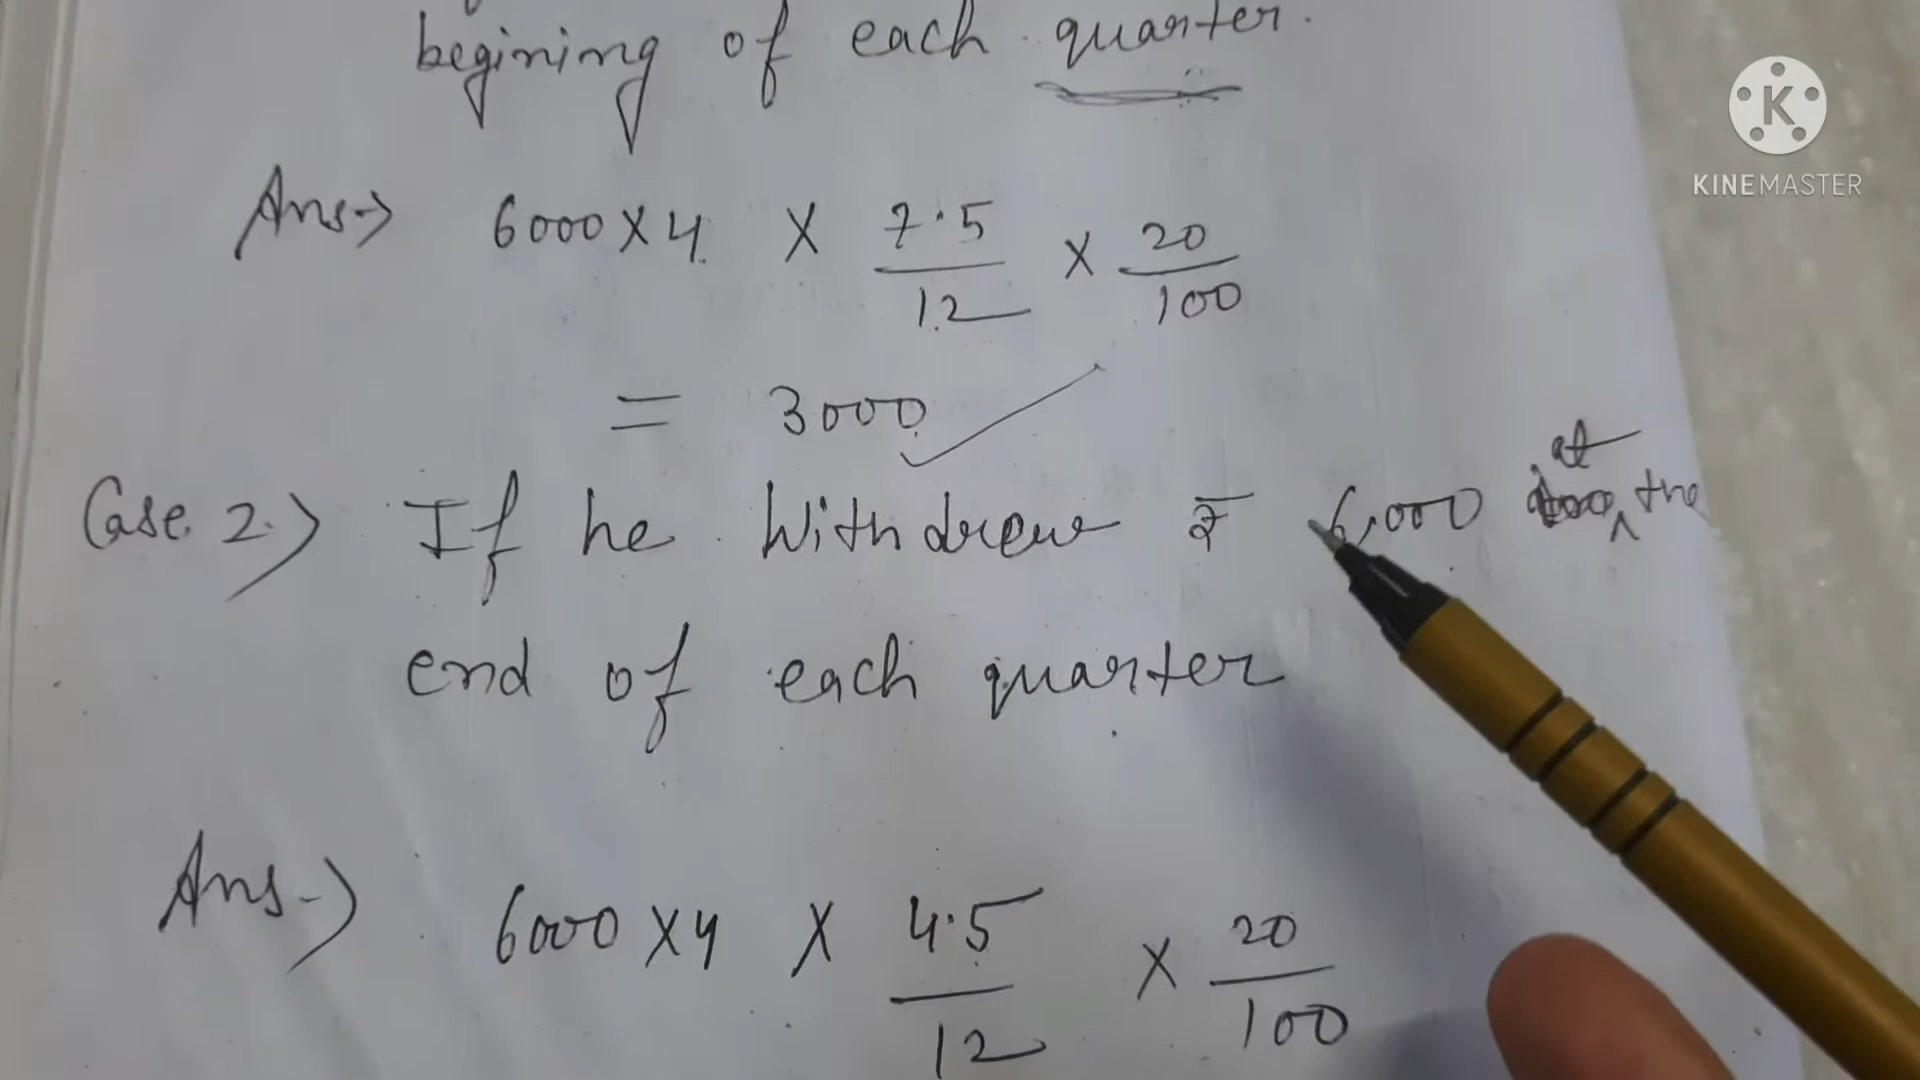 begining of each quarter.
K
KINEMASTER
Ans→ 6000 X 4 X 7.5/12 X 20/100
= 3000 ✓
Case 2.) If he Withdrew ₹ 6,000 at the
end of each quarter
Ans→) 6000 X 4 X 4.5/12 X 20/100